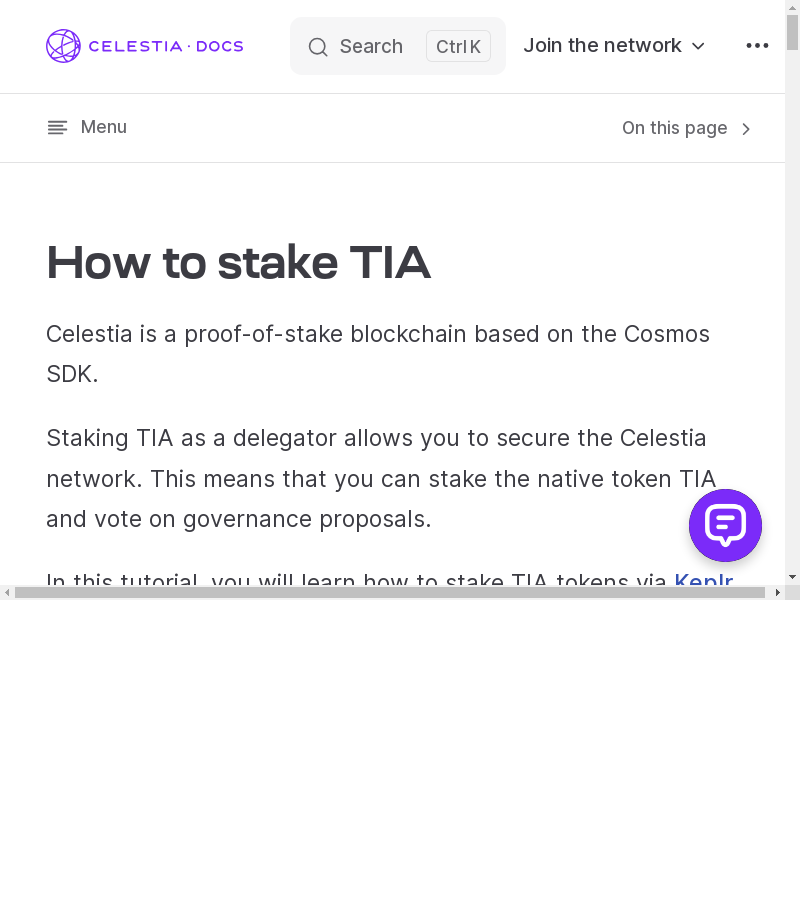 CELESTIA · DOCS
Search
Ctrl K
Join the network
Menu
On this page
How to stake TIA
Celestia is a proof-of-stake blockchain based on the Cosmos
SDK.
Staking TIA as a delegator allows you to secure the Celestia
network. This means that you can stake the native token TIA
and vote on governance proposals.
In this tutorial, you will learn how to stake TIA tokens via Keplr